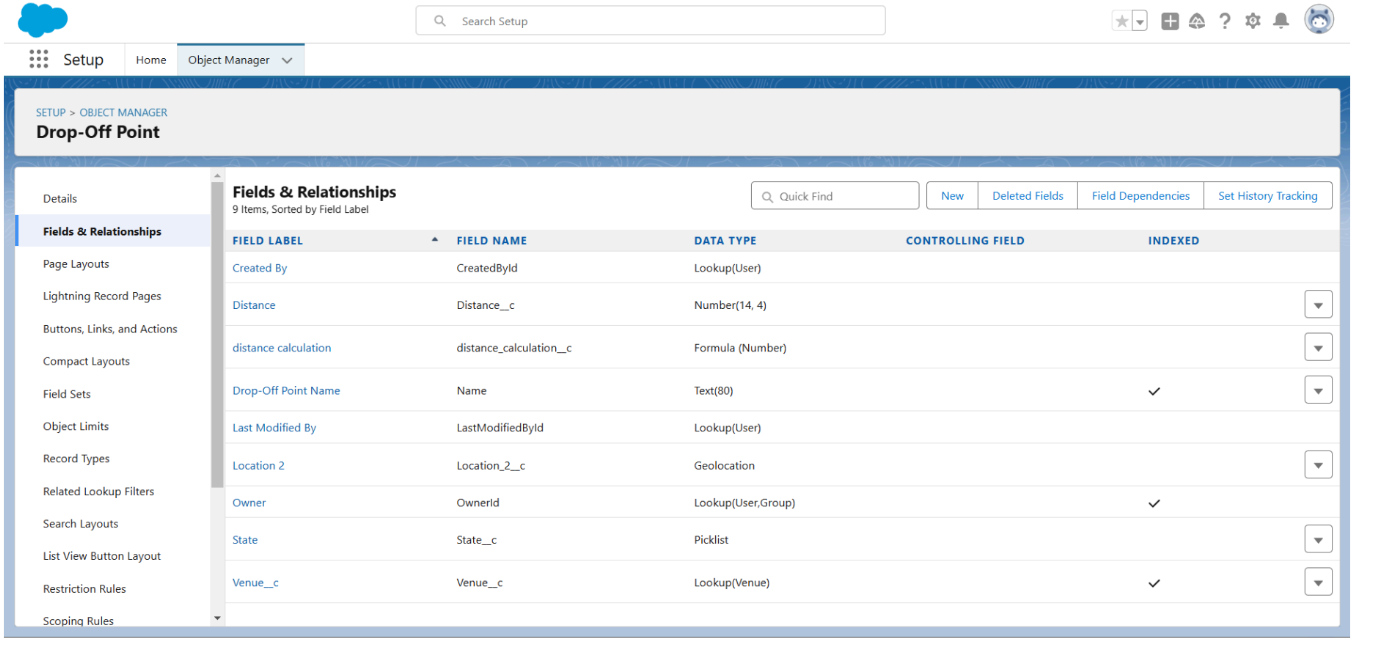 Search Setup
Setup
Home
Object Manager
SETUP > OBJECT MANAGER
Drop-Off Point
Details
Fields & Relationships
Page Layouts
Lightning Record Pages
Buttons, Links, and Actions
Compact Layouts
Field Sets
Object Limits
Record Types
Related Lookup Filters
Search Layouts
List View Button Layout
Restriction Rules
Scoping Rules
Fields & Relationships
9 Items, Sorted by Field Label
Quick Find
New
Deleted Fields
Field Dependencies
Set History Tracking
FIELD LABEL FIELD NAME DATA TYPE CONTROLLING FIELD INDEXED
Created By CreatedById Lookup(User)
Distance Distance__c Number(14, 4)
distance calculation distance_calculation__c Formula (Number)
Drop-Off Point Name Name Text(80)
Last Modified By LastModifiedById Lookup(User)
Location 2 Location_2__c Geolocation
Owner OwnerId Lookup(User,Group)
State State__c Picklist
Venue__c Venue__c Lookup(Venue)